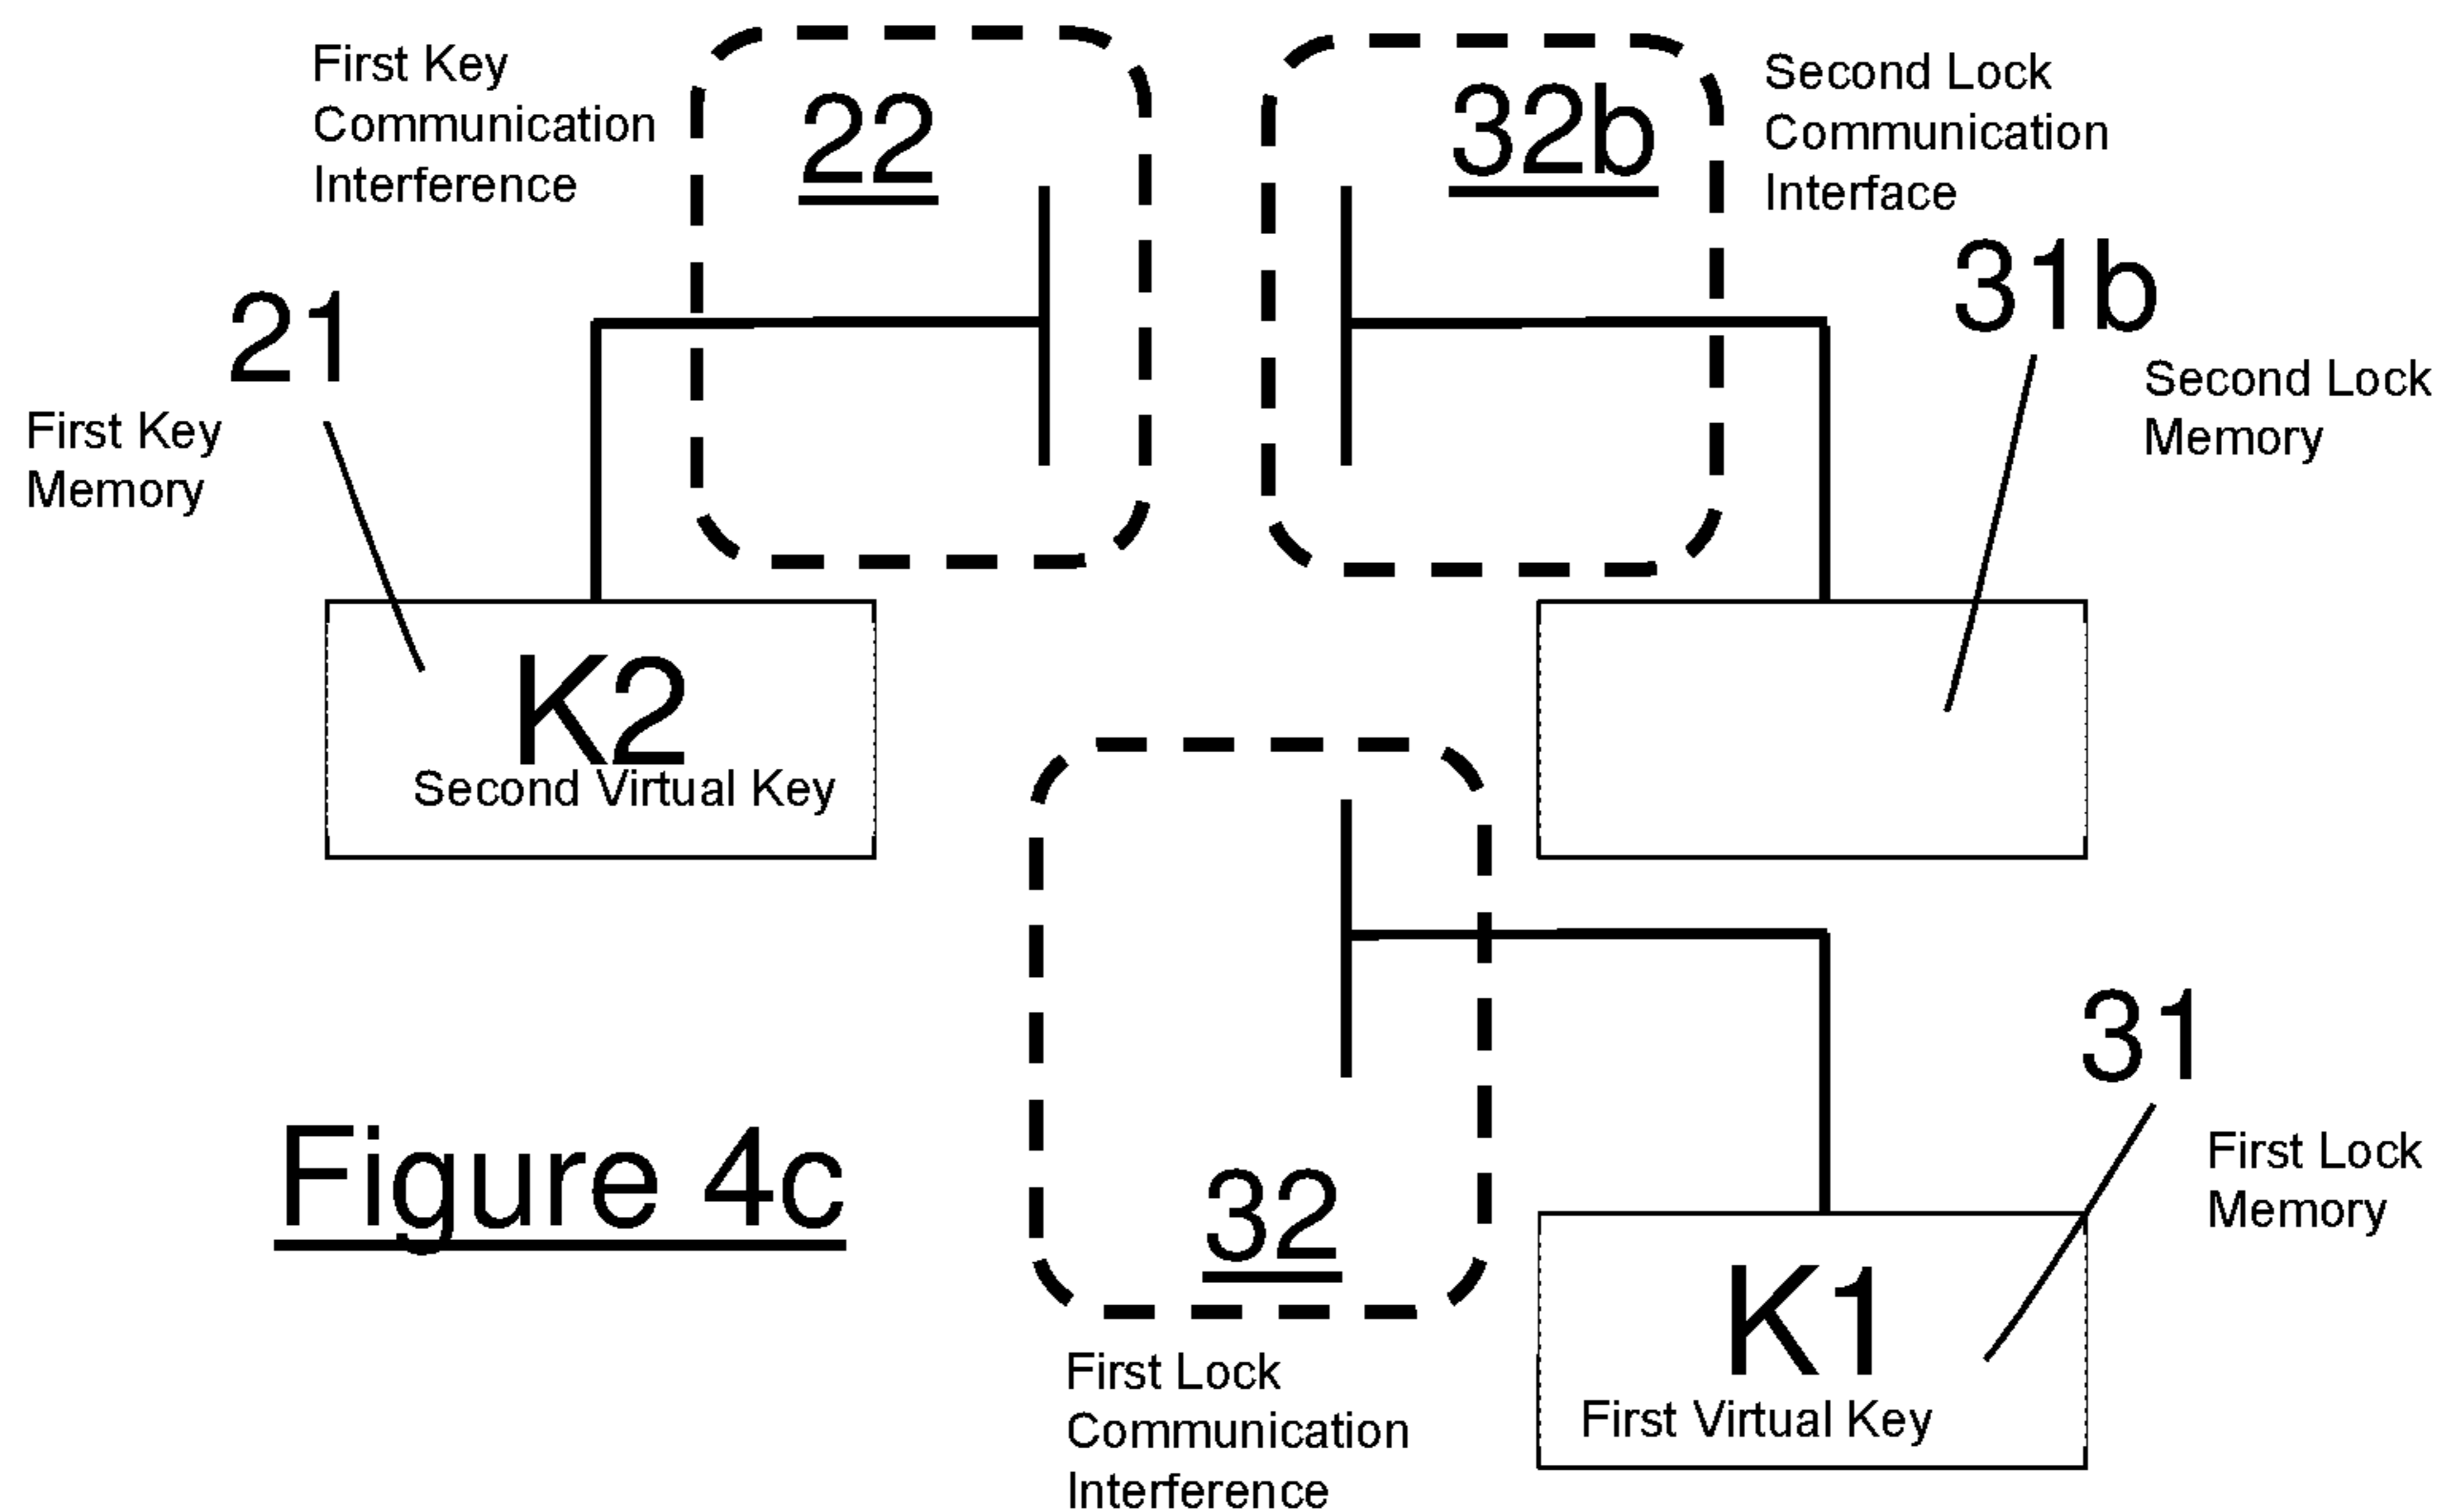 First Key
Communication
Interference
22
32b
Second Lock
Communication
Interface
21
First Key
Memory
31b
Second Lock
Memory
K2
Second Virtual Key
31
First Lock
Memory
Figure 4c
32
First Lock
Communication
Interference
K1
First Virtual Key